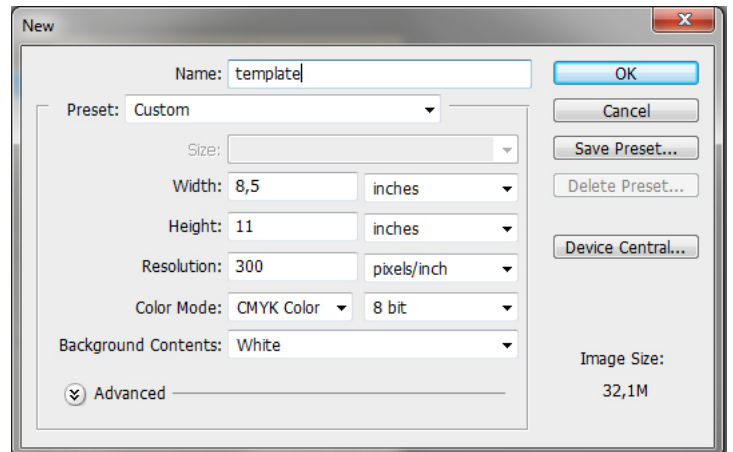 New
Name: template
OK
Preset: Custom
Cancel
Size:
Save Preset...
Width: 8,5 inches
Delete Preset...
Height: 11 inches
Device Central...
Resolution: 300 pixels/inch
Color Mode: CMYK Color 8 bit
Background Contents: White
Image Size:
Advanced
32,1M